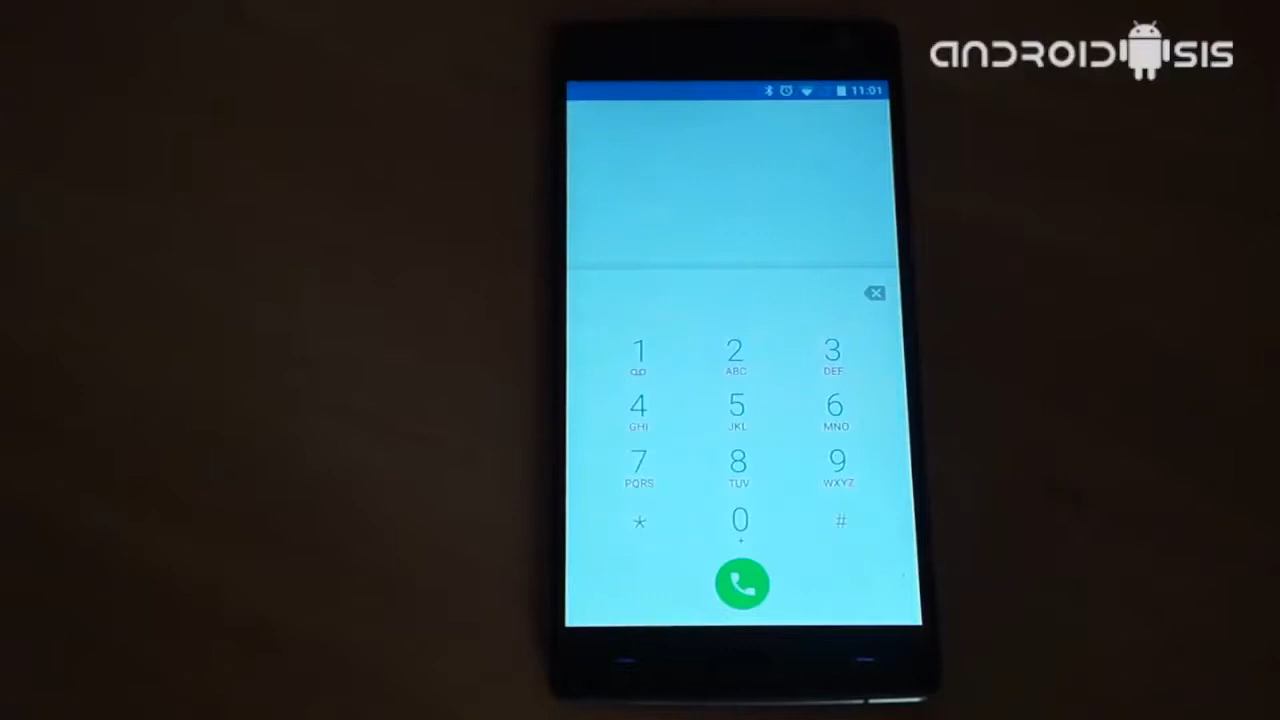 ANDROIDSIS
11:01
1 2 3
ABC DEF
4 5 6
GHI JKL MNO
7 8 9
PQRS TUV WXYZ
* 0 #
+